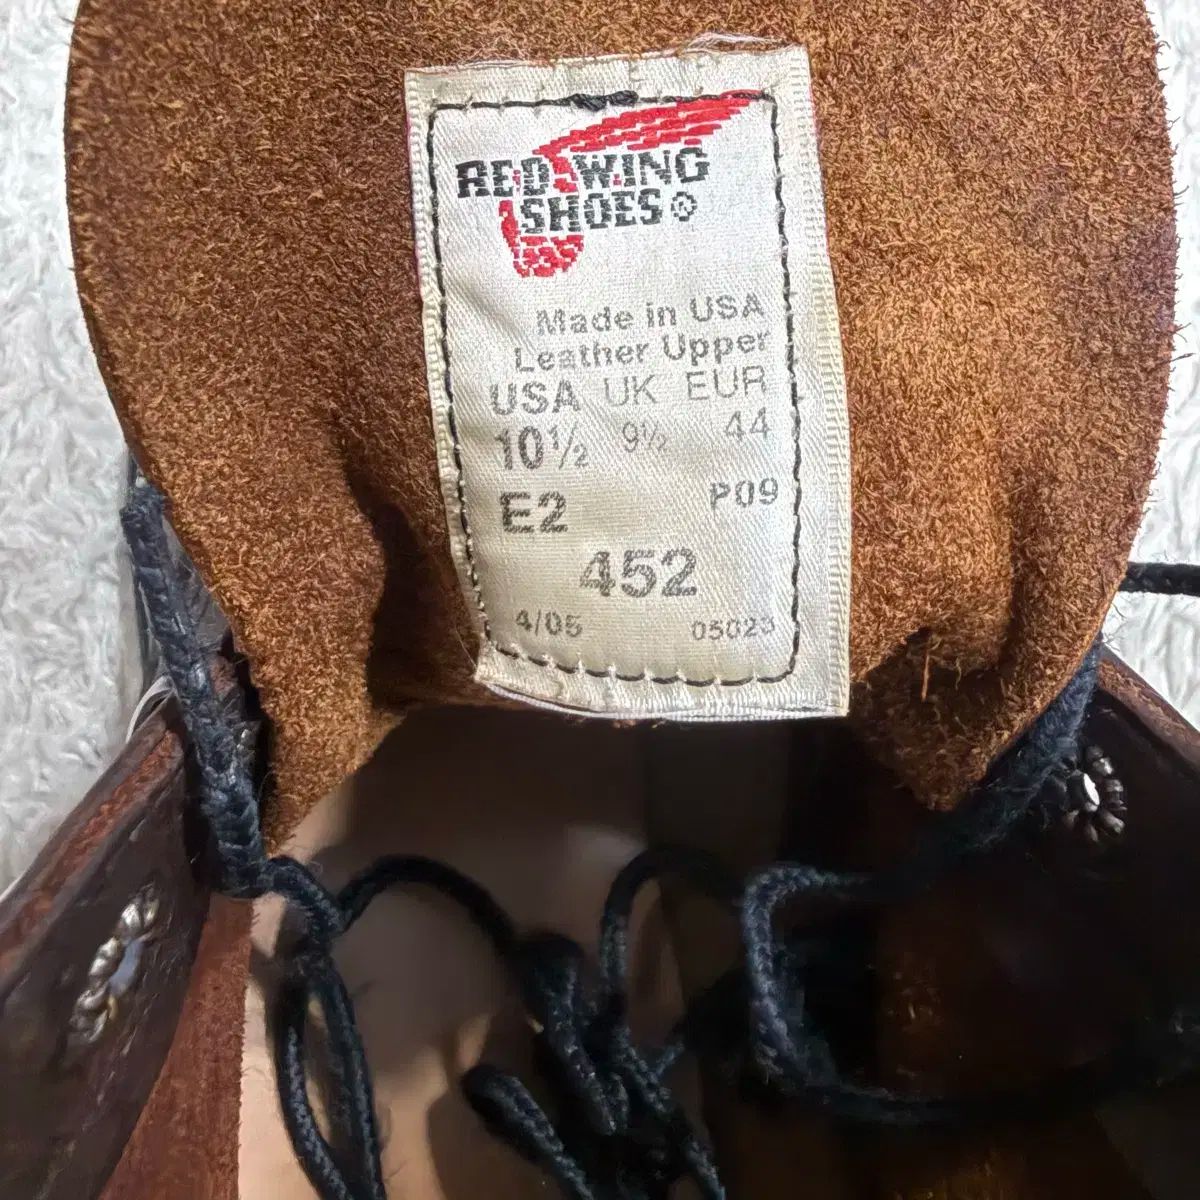 RED WING
SHOES®
Made in USA
Leather Upper
USA UK EUR
10½ 9½ 44
E2 P09
452
4/05 05023